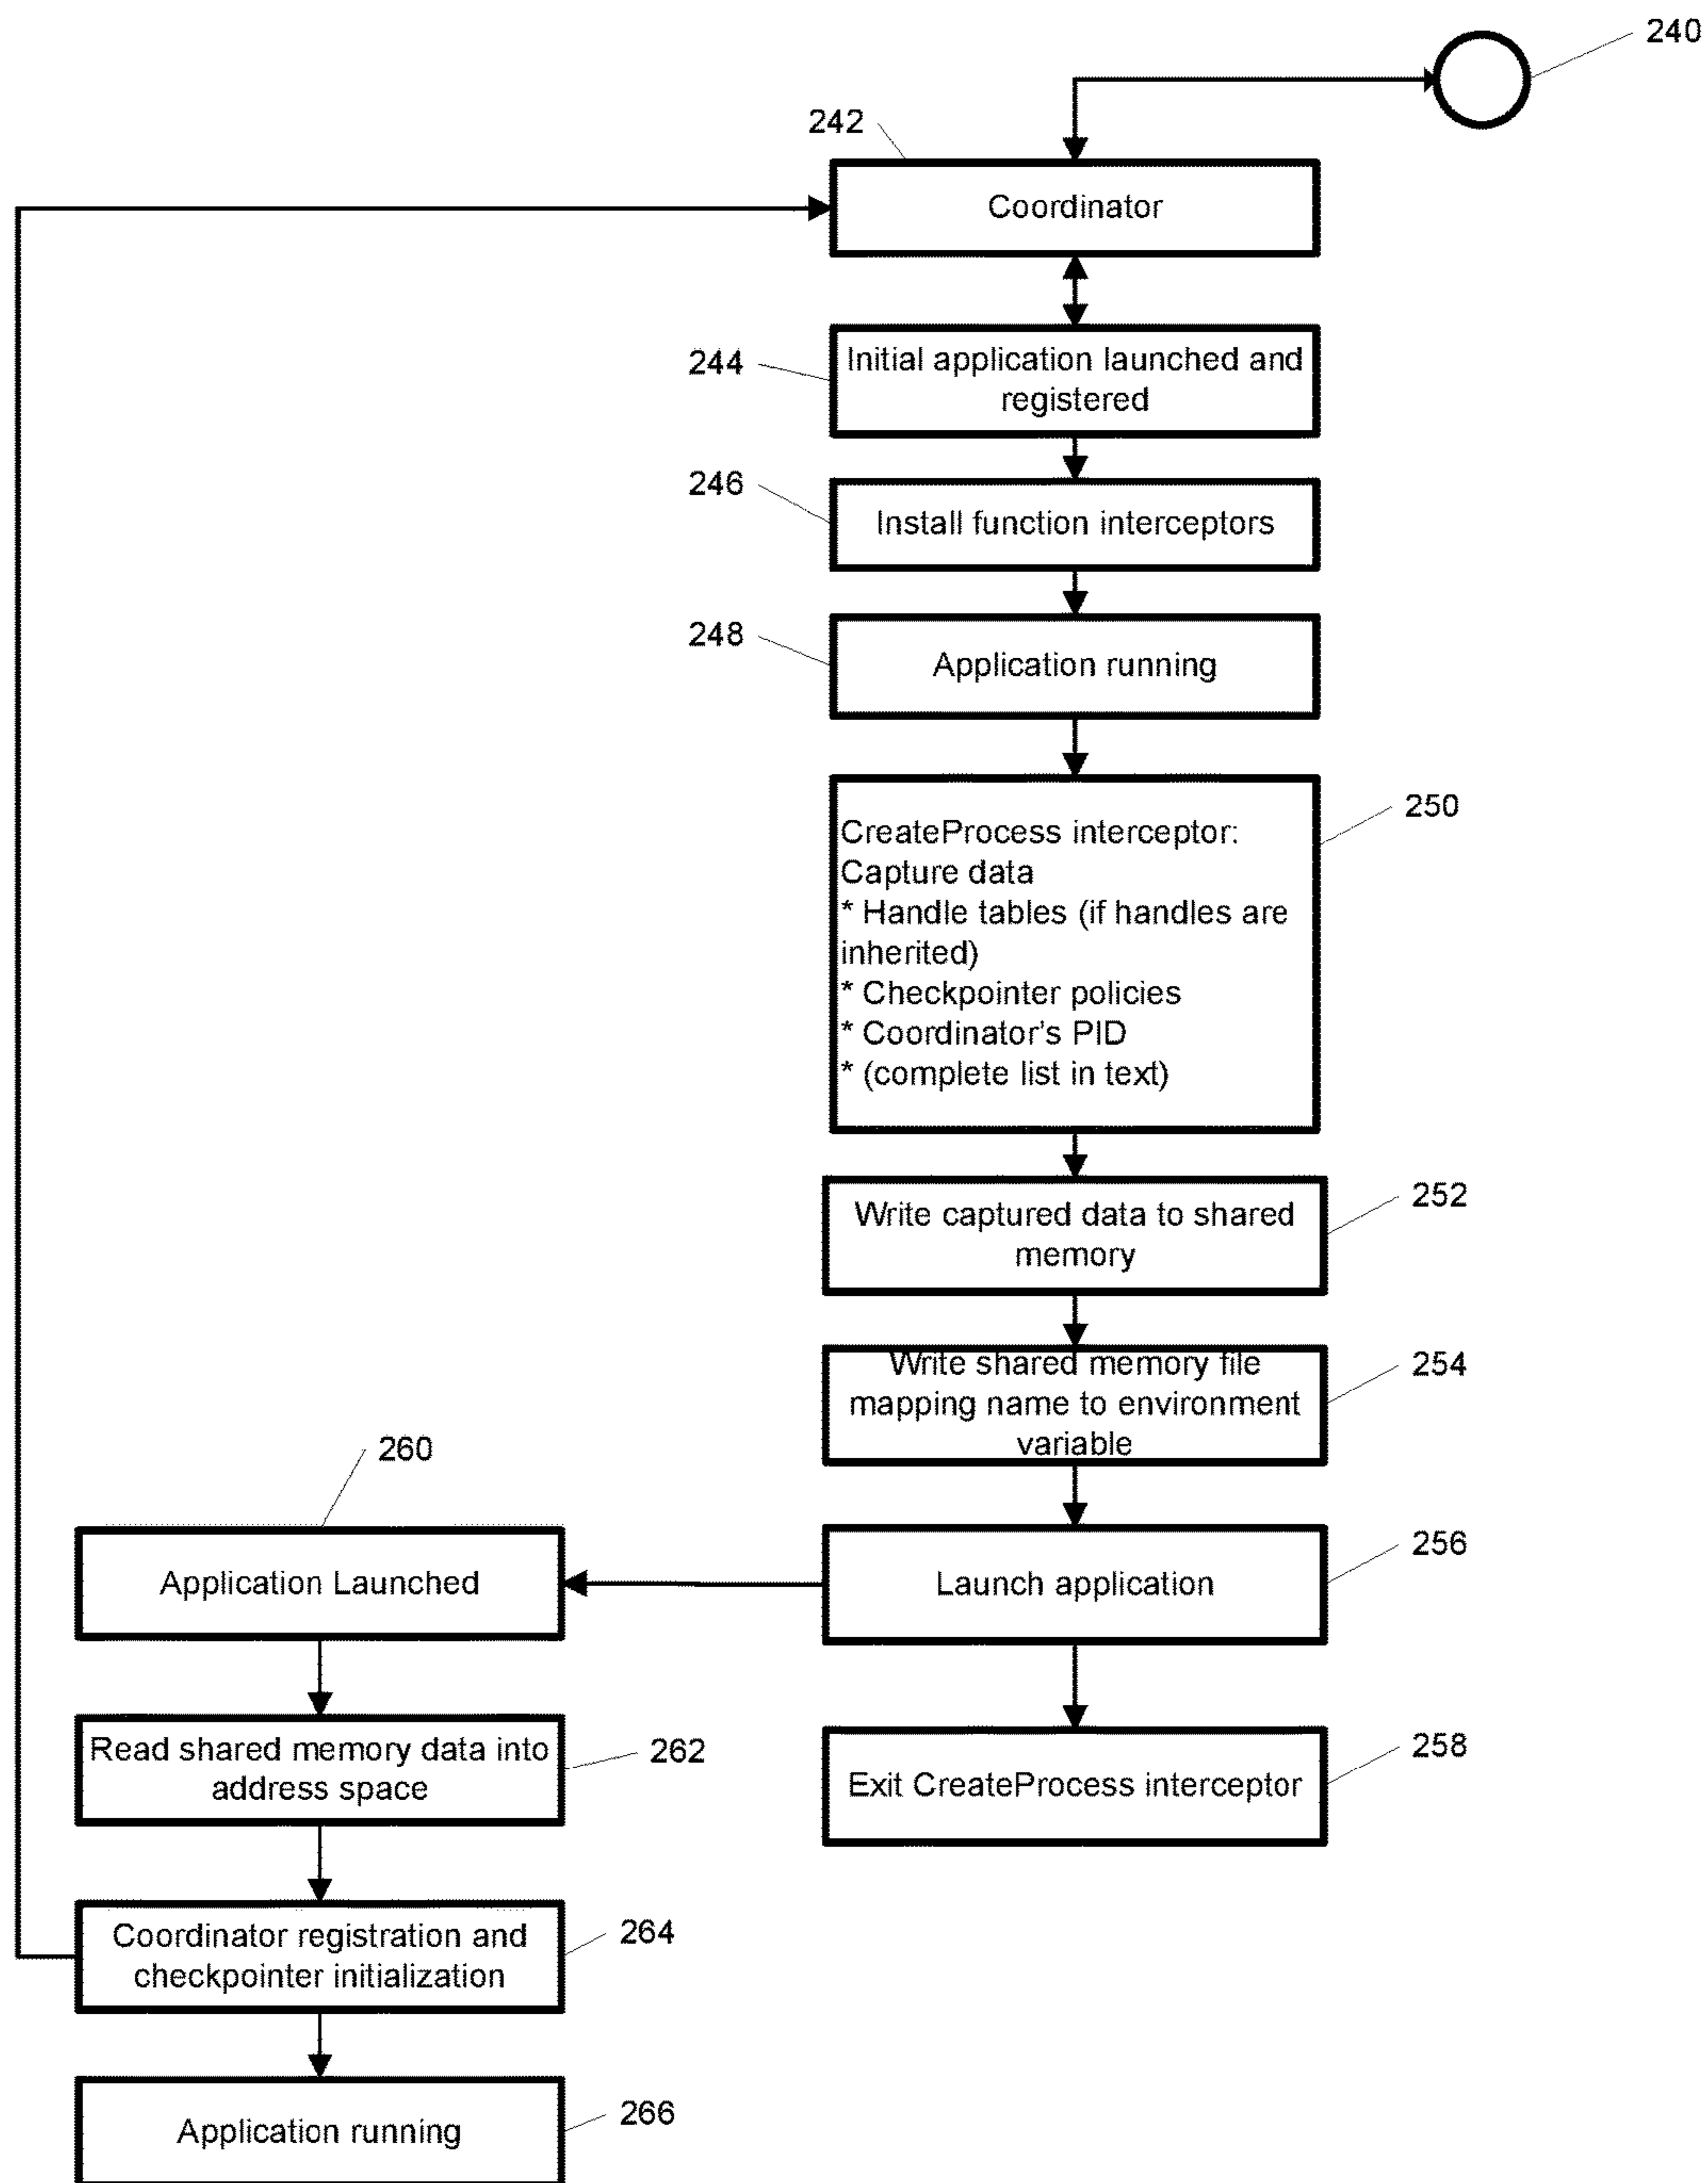 240
242
Coordinator
244
Initial application launched and
registered
246
Install function interceptors
248
Application running
250
CreateProcess interceptor:
Capture data
* Handle tables (if handles are
inherited)
* Checkpointer policies
* Coordinator's PID
* (complete list in text)
252
Write captured data to shared
memory
254
Write shared memory file
mapping name to environment
variable
256
Launch application
258
Exit CreateProcess interceptor
260
Application Launched
262
Read shared memory data into
address space
264
Coordinator registration and
checkpointer initialization
266
Application running